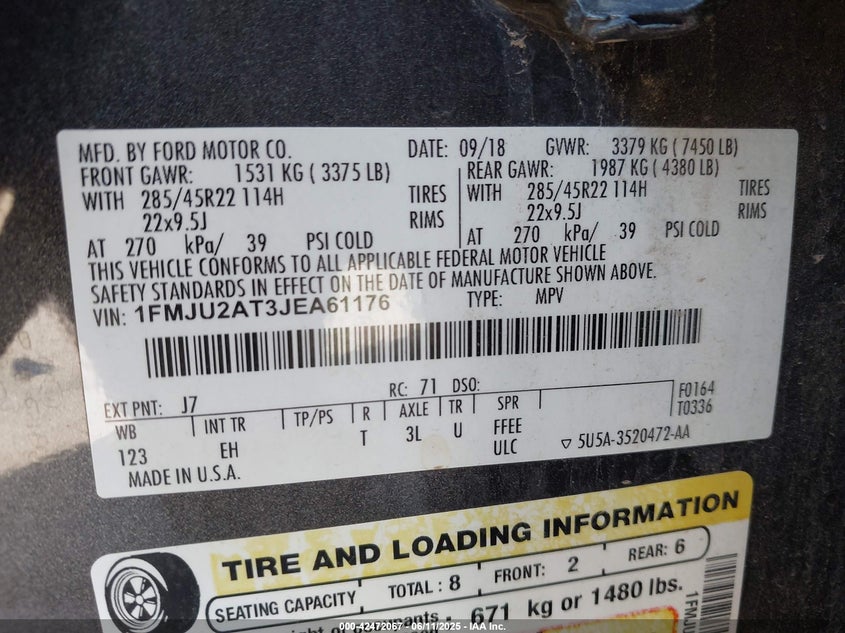 MFD. BY FORD MOTOR CO. DATE: 09/18 GVWR: 3379 KG ( 7450 LB)
FRONT GAWR: 1531 KG ( 3375 LB) REAR GAWR: 1987 KG ( 4380 LB)
WITH 285/45R22 114H TIRES WITH 285/45R22 114H TIRES
22x9.5J RIMS 22x9.5J RIMS
AT 270 kPa/ 39 PSI COLD AT 270 kPa/ 39 PSI COLD
THIS VEHICLE CONFORMS TO ALL APPLICABLE FEDERAL MOTOR VEHICLE
SAFETY STANDARDS IN EFFECT ON THE DATE OF MANUFACTURE SHOWN ABOVE.
VIN: 1FMJU2AT3JEA61176 TYPE: MPV
EXT PNT: J7 RC: 71 DSO: F0164
WB INT TR TP/PS R AXLE TR SPR T0336
123 EH T 3L U FFEE
ULC 5U5A-3520472-AA
MADE IN U.S.A.
TIRE AND LOADING INFORMATION
SEATING CAPACITY TOTAL : 8 FRONT: 2 REAR: 6
671 kg or 1480 lbs.
000-42472067 - 06/11/2025 - IAA Inc.